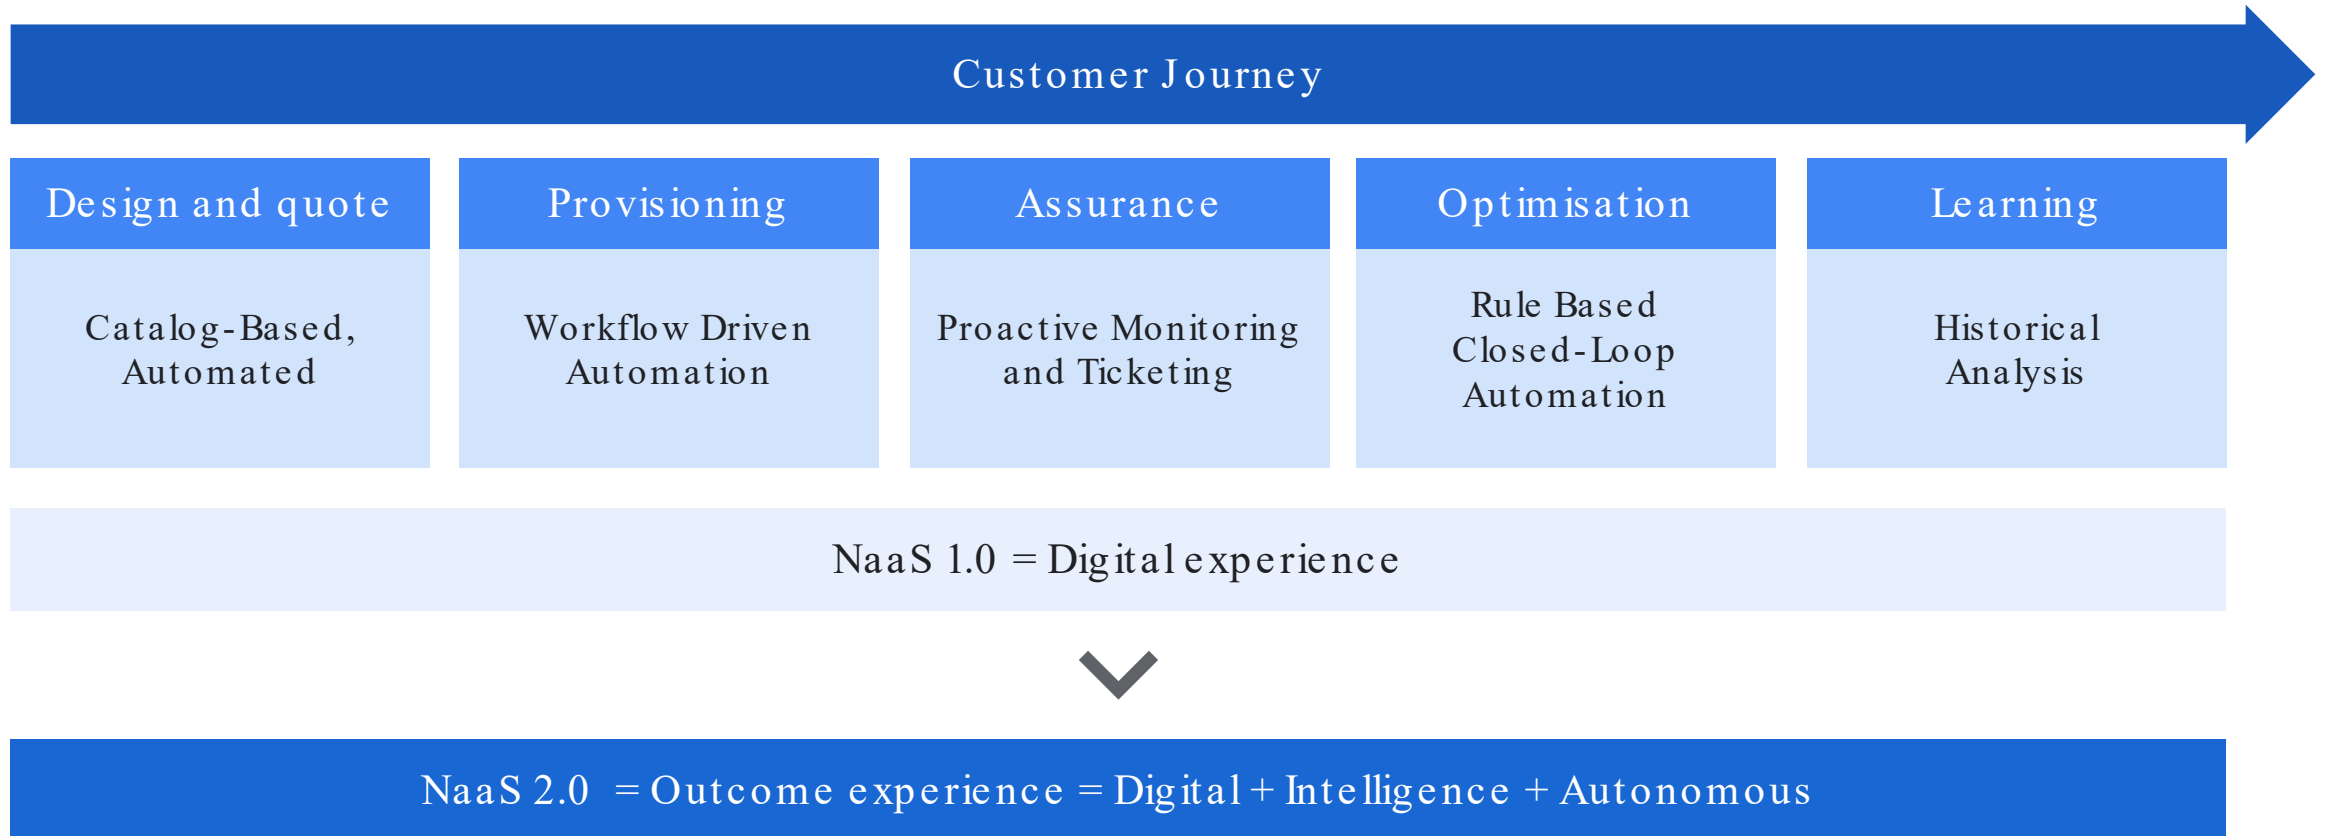 Customer Journey
Design and quote
Provisioning
Assurance
Optimisation
Learning
Catalog-Based,
Automated
Workflow Driven
Automation
Proactive Monitoring
and Ticketing
Rule Based
Closed-Loop
Automation
Historical
Analysis
NaaS 1.0 = Digital experience
NaaS 2.0 = Outcome experience = Digital + Intelligence + Autonomous